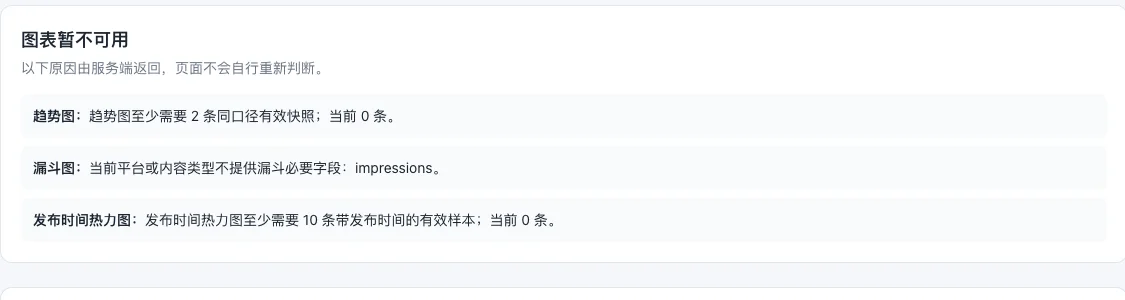 图表暂不可用
以下原因由服务端返回，页面不会自行重新判断。
趋势图：趋势图至少需要 2 条同口径有效快照；当前 0 条。
漏斗图：当前平台或内容类型不提供漏斗必要字段：impressions。
发布时间热力图：发布时间热力图至少需要 10 条带发布时间的有效样本；当前 0 条。